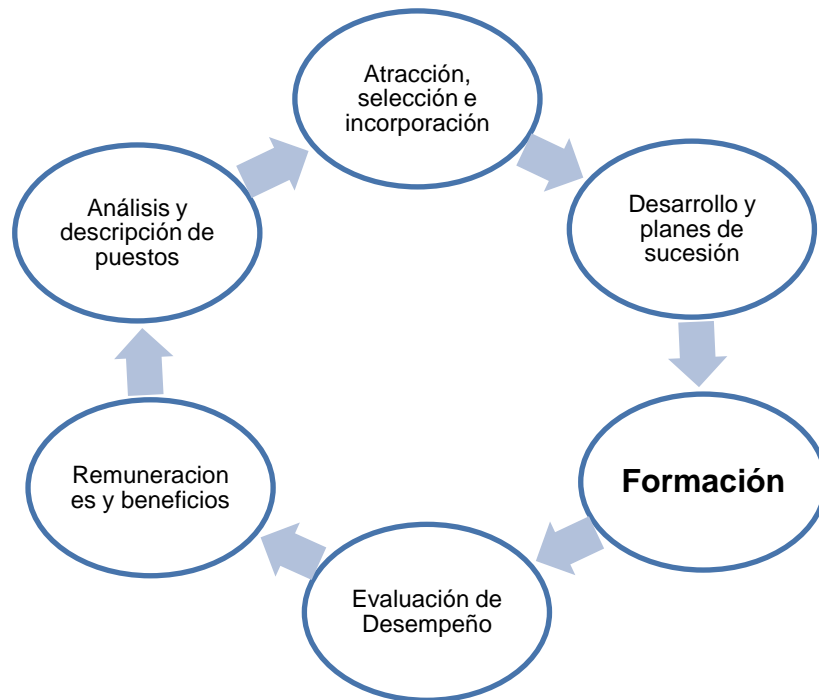 Atracción,
selección e
incorporación
Desarrollo y
planes de
sucesión
Formación
Evaluación de
Desempeño
Remuneracion
es y beneficios
Análisis y
descripción de
puestos